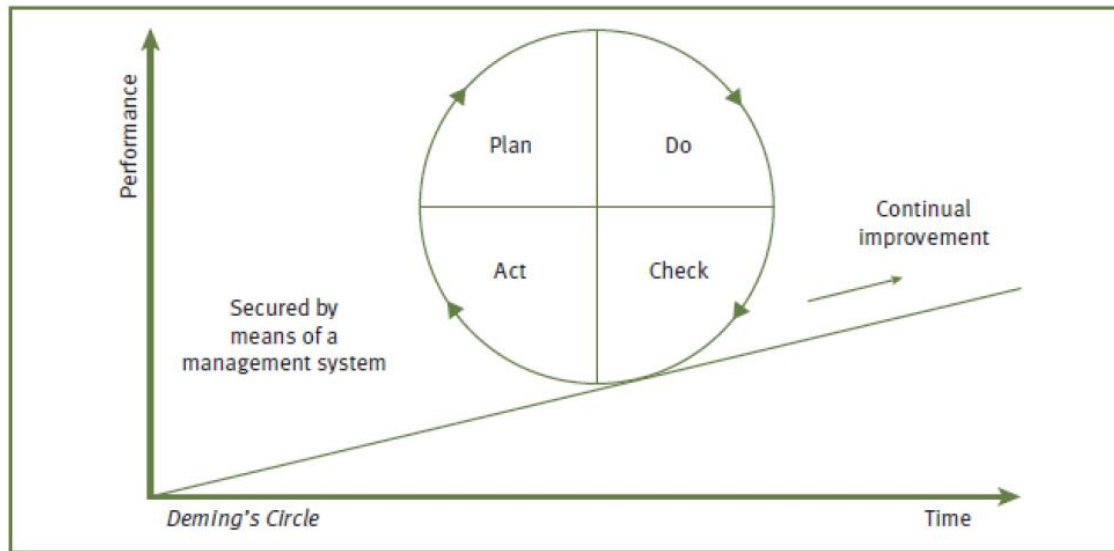 Performance
Plan
Do
Act
Check
Continual
improvement
Secured by
means of a
management system
Deming's Circle
Time